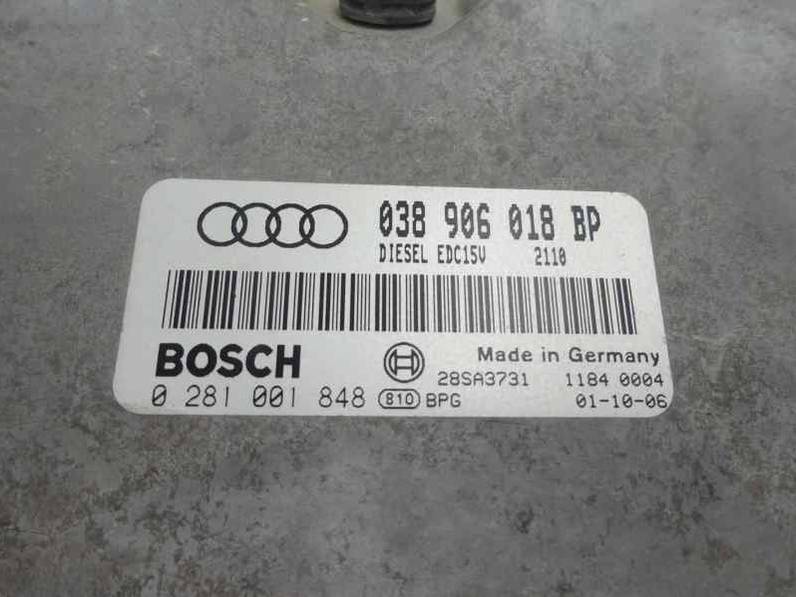 038 906 018 BP
DIESEL EDC15V 2110
BOSCH Made in Germany
28SA3731 1184 0004
0 281 001 848 810 BPG 01-10-06